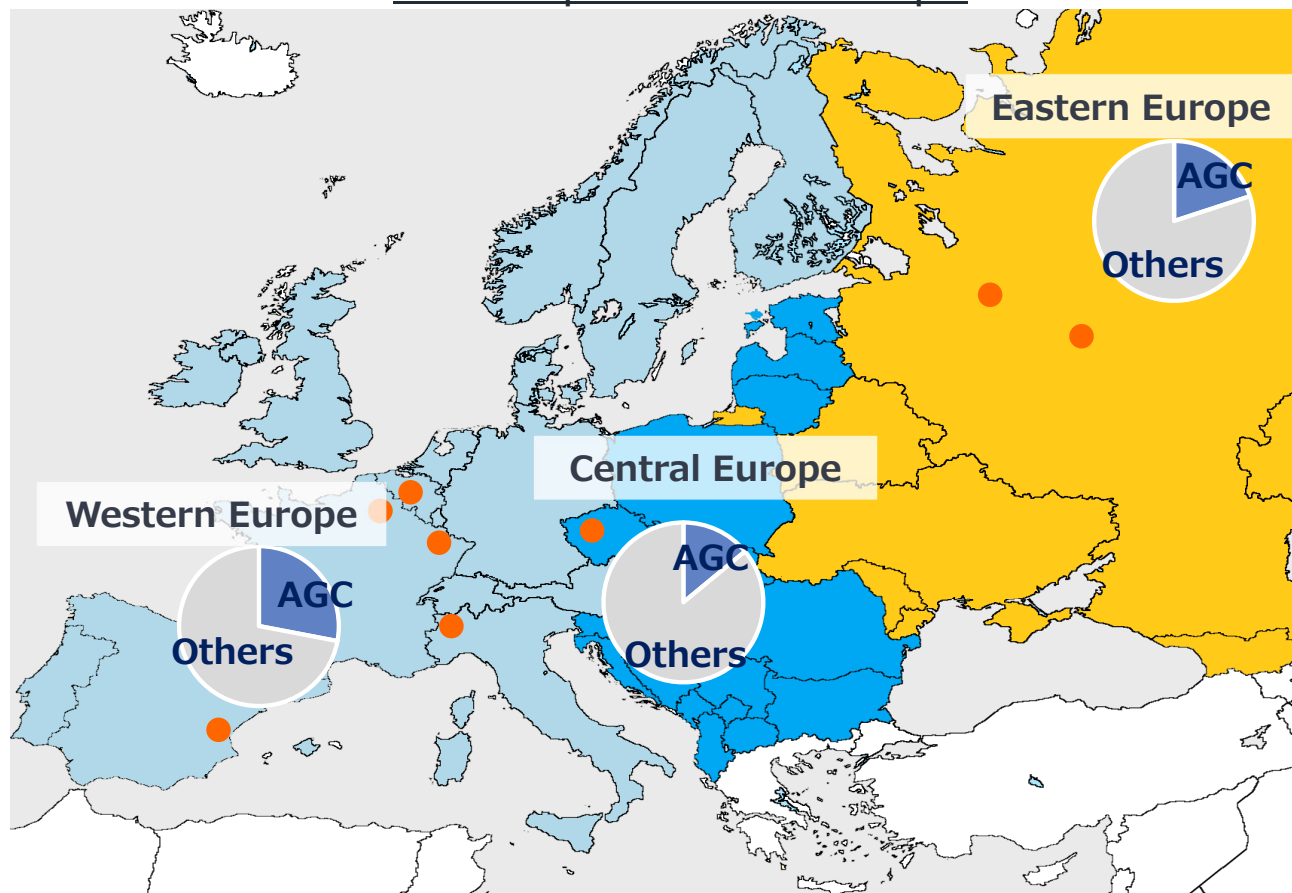 Eastern Europe
AGC
Others
Central Europe
AGC
Others
Western Europe
AGC
Others